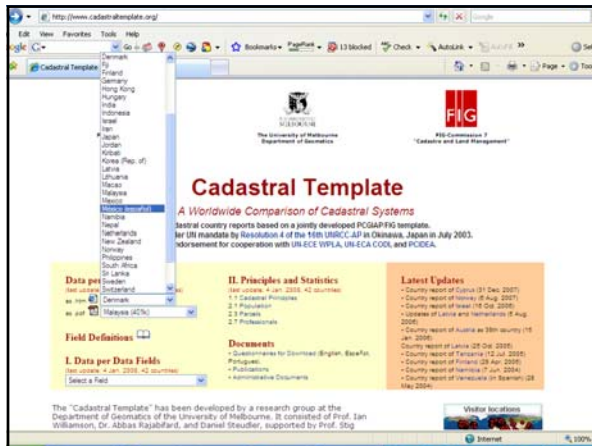 http://www.cadastraltemplate.org/
Google
Edit View Favorites Tools Help
Go
Bookmarks
PageRank
13 blocked
Check
AutoLink
Cadastral Template
Page
Denmark
Fiji
Finland
Germany
Hong Kong
Hungary
India
Indonesia
Israel
Iran
Japan
Jordan
Kiribati
Korea (Rep. of)
Latvia
Lithuania
Macao
Malaysia
Mexico
México (español)
Namibia
Nepal
Netherlands
New Zealand
Norway
Philippines
South Africa
Sri Lanka
Sweden
Switzerland
MELBOURNE
The University of Melbourne
Department of Geomatics
FIG
FIG-Commission 7
"Cadastre and Land Management"
Cadastral Template
A Worldwide Comparison of Cadastral Systems
cadastral country reports based on a jointly developed PCGIAP/FIG template.
der UN mandate by Resolution 4 of the 16th UNRCC-AP in Okinawa, Japan in July 2003.
ndorsement for cooperation with UN-ECE WPLA, UN-ECA CODI, and PCIDEA.
Data per
(last update: 4 Jan. 2008, 42 countries)
as htm
Denmark
as pdf
Malaysia (401k)
Field Definitions
I. Data per Data Fields
(last update: 4 Jan. 2008, 42 countries)
Select a Field
II. Principles and Statistics
1.1 Cadastral Principles
2.1 Population
2.3 Parcels
2.7 Professionals
Documents
- Questionnaires for Download (English, Español, Portugues)
- Publications
- Administrative Documents
Latest Updates
- Country report of Cyprus (31 Dec. 2007)
- Country report of Norway (6 Aug. 2007)
- Country report of Israel (16 Oct. 2006)
- Updates of Latvia and Netherlands (8 Aug. 2006)
- Country report of Austria as 39th country (15 Jan. 2006)
Country report of Latvia (25 Oct. 2005)
- Country report of Tanzania (12 Jul. 2005)
- Country report of Finland (28 Apr. 2005)
- Country report of Namibia (7 Jun. 2004)
- Country report of Venezuela (in Spanish) (28 May 2004)
The "Cadastral Template" has been developed by a research group at the
Department of Geomatics of the University of Melbourne. It consisted of Prof. Ian
Williamson, Dr. Abbas Rajabifard, and Daniel Steudler, supported by Prof. Stig
Visitor locations
Internet
100%